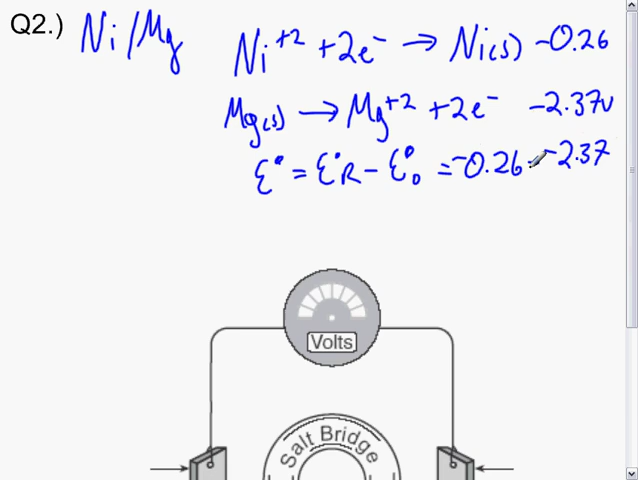 Q2.) Ni/Mg Ni+2 + 2e- → Ni(s) -0.26
Mg(s) → Mg+2 + 2e- -2.37v
ε° = ε°R - ε°O = -0.26 - -2.37
Volts
Salt Bridge